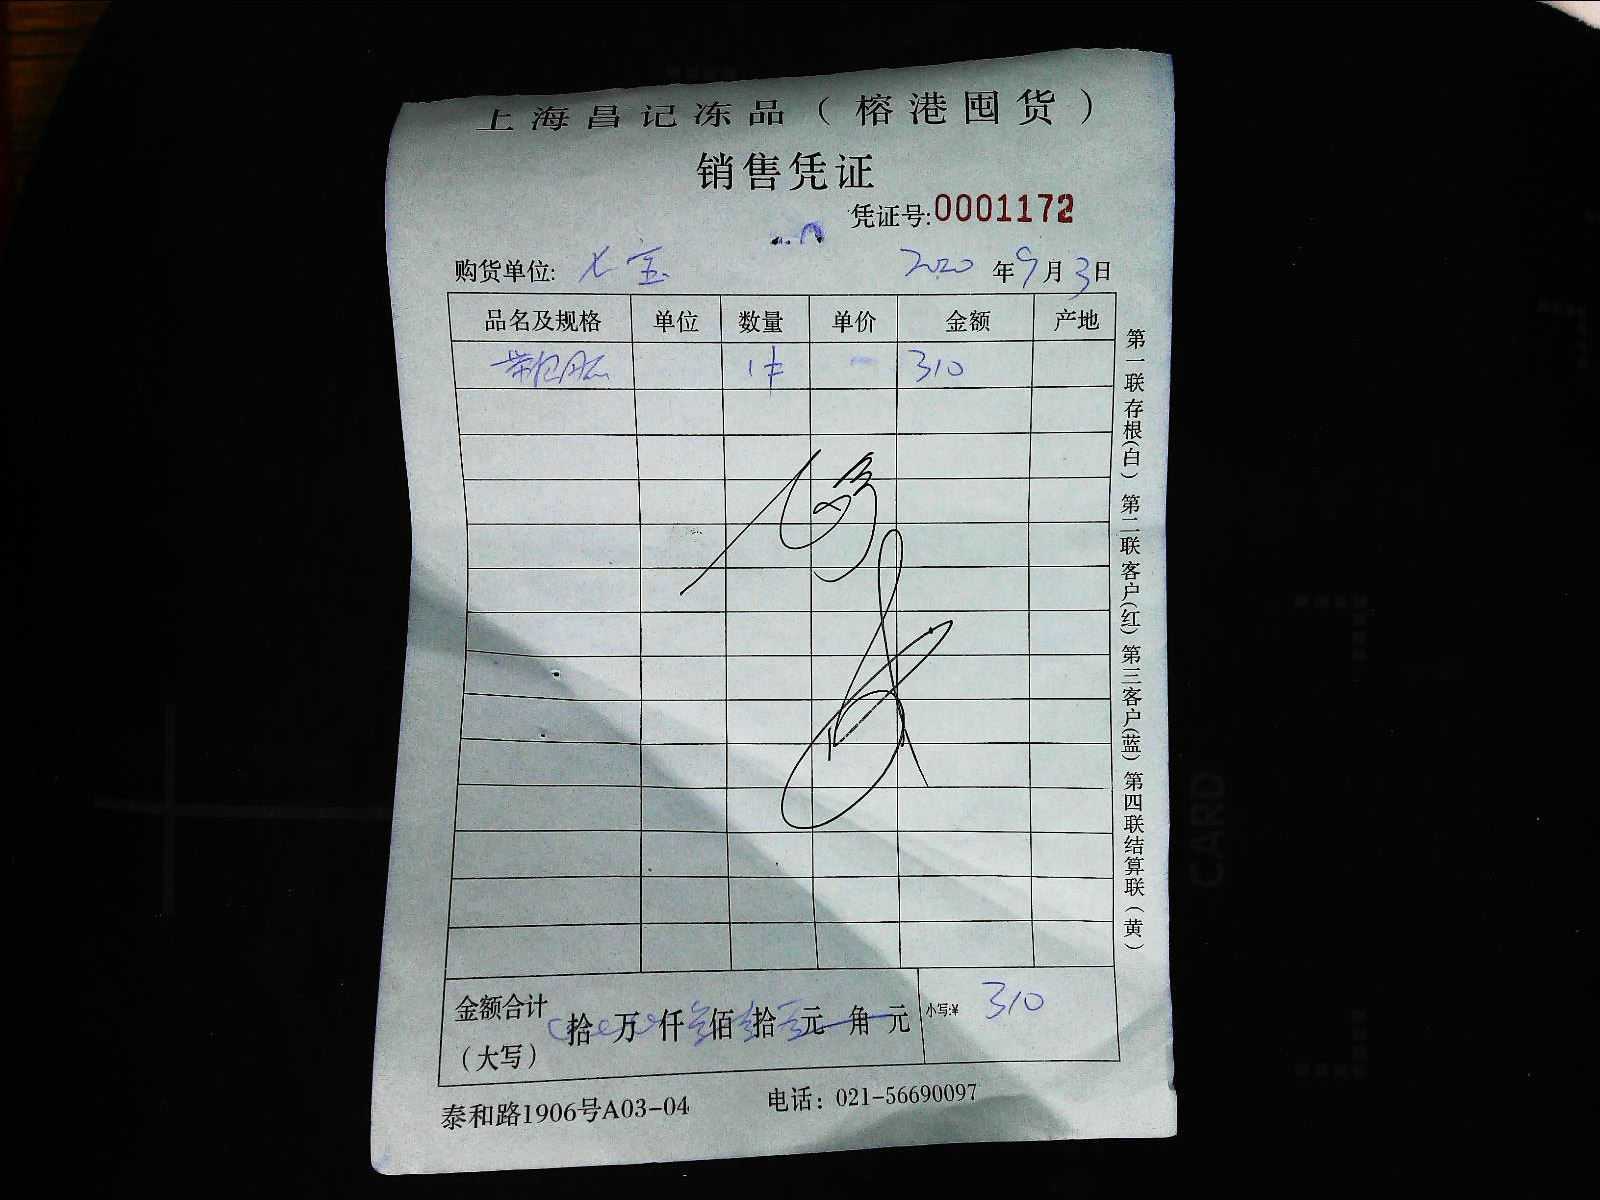 上海昌记冻品（榕港囤货）
销售凭证
凭证号:0001172
购货单位: 七宝 2020年9月3日
品名及规格 单位 数量 单价 金额 产地
1件 310
金额合计（大写） 拾 万 仟 佰 拾 元 角 元 小写:¥ 310
泰和路1906号A03-04 电话：021-56690097
第一联存根(白) 第二联客户(红) 第三客户(蓝) 第四联结算联(黄)
CARD